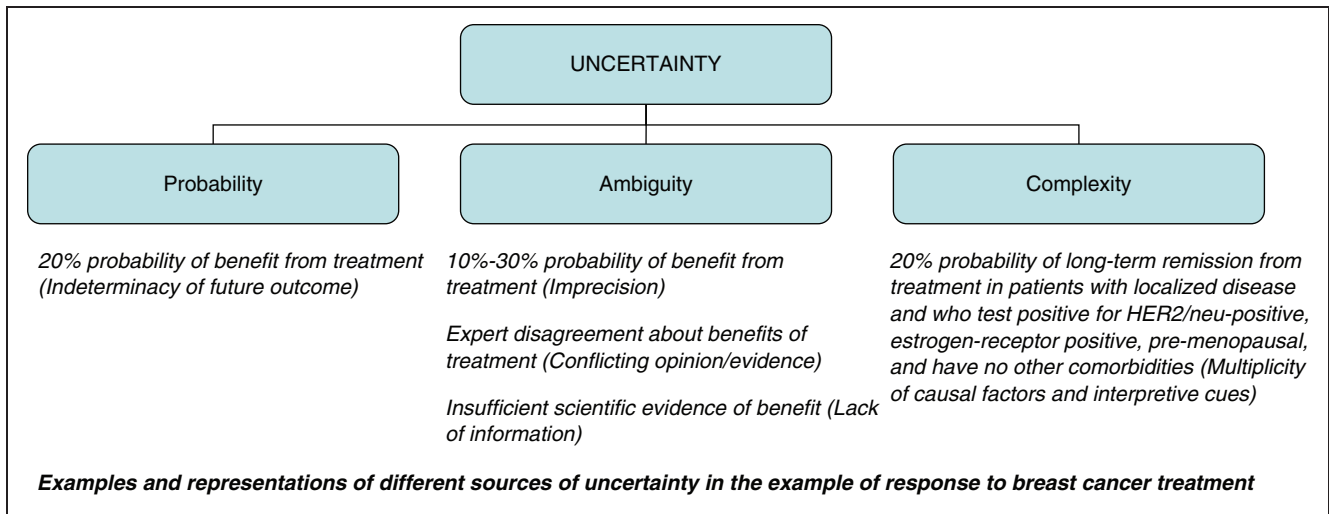 UNCERTAINTY
Probability
Ambiguity
Complexity
20% probability of benefit from treatment
(Indeterminacy of future outcome)
10%-30% probability of benefit from
treatment (Imprecision)
Expert disagreement about benefits of
treatment (Conflicting opinion/evidence)
Insufficient scientific evidence of benefit (Lack
of information)
20% probability of long-term remission from
treatment in patients with localized disease
and who test positive for HER2/neu-positive,
estrogen-receptor positive, pre-menopausal,
and have no other comorbidities (Multiplicity
of causal factors and interpretive cues)
Examples and representations of different sources of uncertainty in the example of response to breast cancer treatment